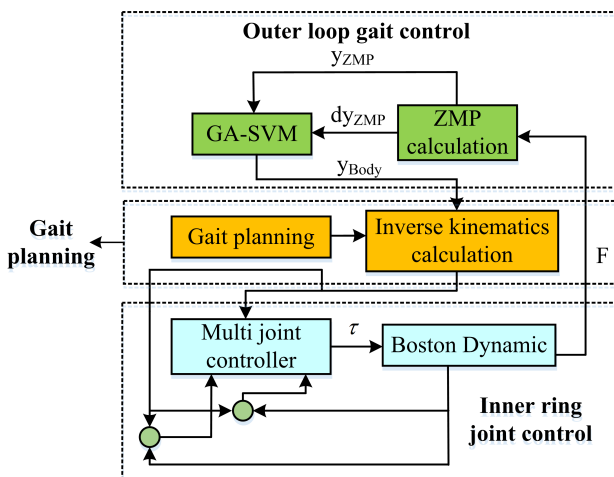 Outer loop gait control
yZMP
GA-SVM
dyZMP
ZMP
calculation
yBody
Gait
planning
Gait planning
Inverse kinematics
calculation
F
Multi joint
controller
τ
Boston Dynamic
Inner ring
joint control